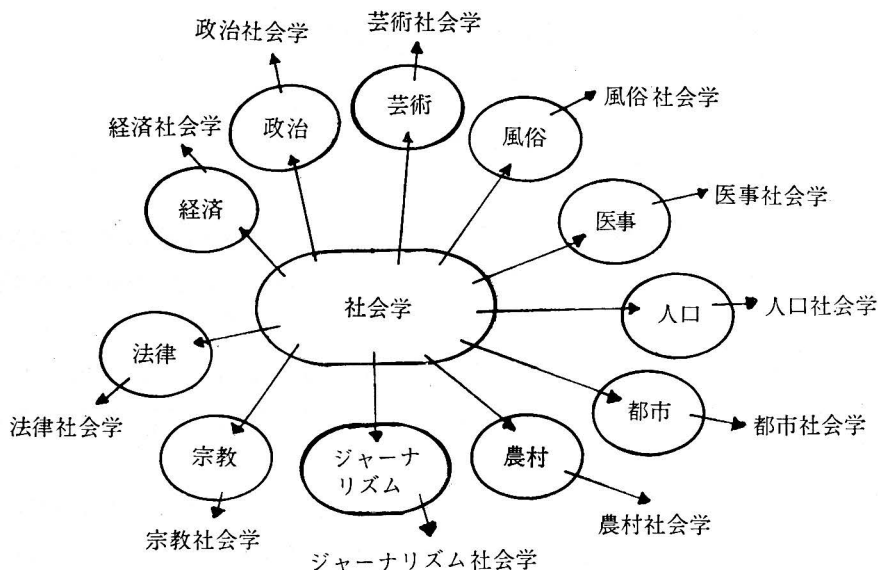 芸術社会学
政治社会学
風俗社会学
芸術
経済社会学
政治
風俗
医事社会学
経済
医事
社会学
人口
人口社会学
法律
都市
法律社会学
都市社会学
宗教
ジャーナ
リズム
農村
農村社会学
宗教社会学
ジャーナリズム社会学